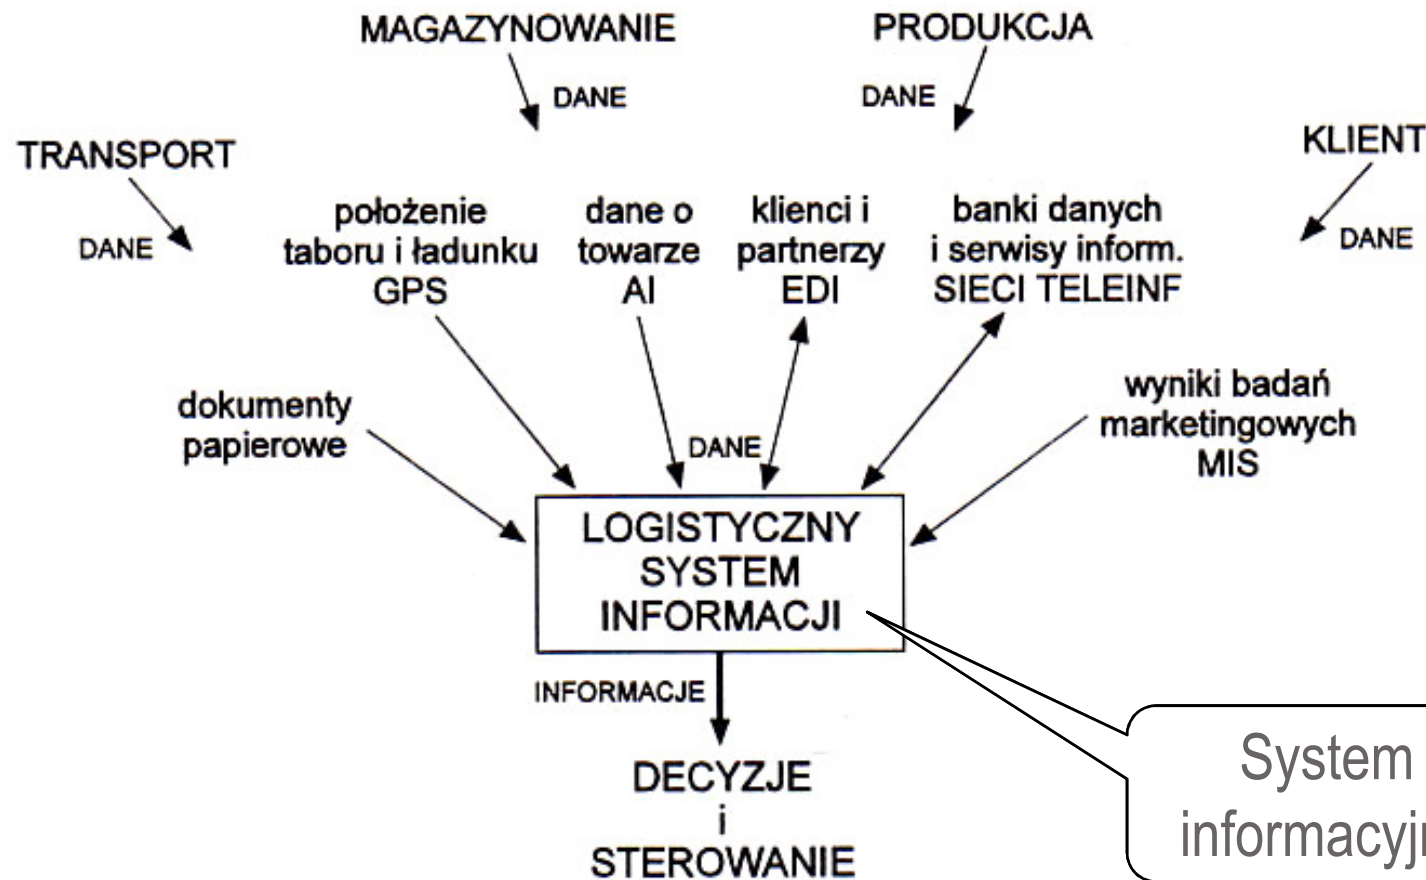 MAGAZYNOWANIE
PRODUKCJA
DANE
DANE
TRANSPORT
KLIENT
DANE
DANE
położenie
taboru i ładunku
GPS
dane o
towarze
AI
klienci i
partnerzy
EDI
banki danych
i serwisy inform.
SIECI TELEINF
dokumenty
papierowe
wyniki badań
marketingowych
MIS
DANE
LOGISTYCZNY
SYSTEM
INFORMACJI
INFORMACJE
DECYZJE
i
STEROWANIE
System